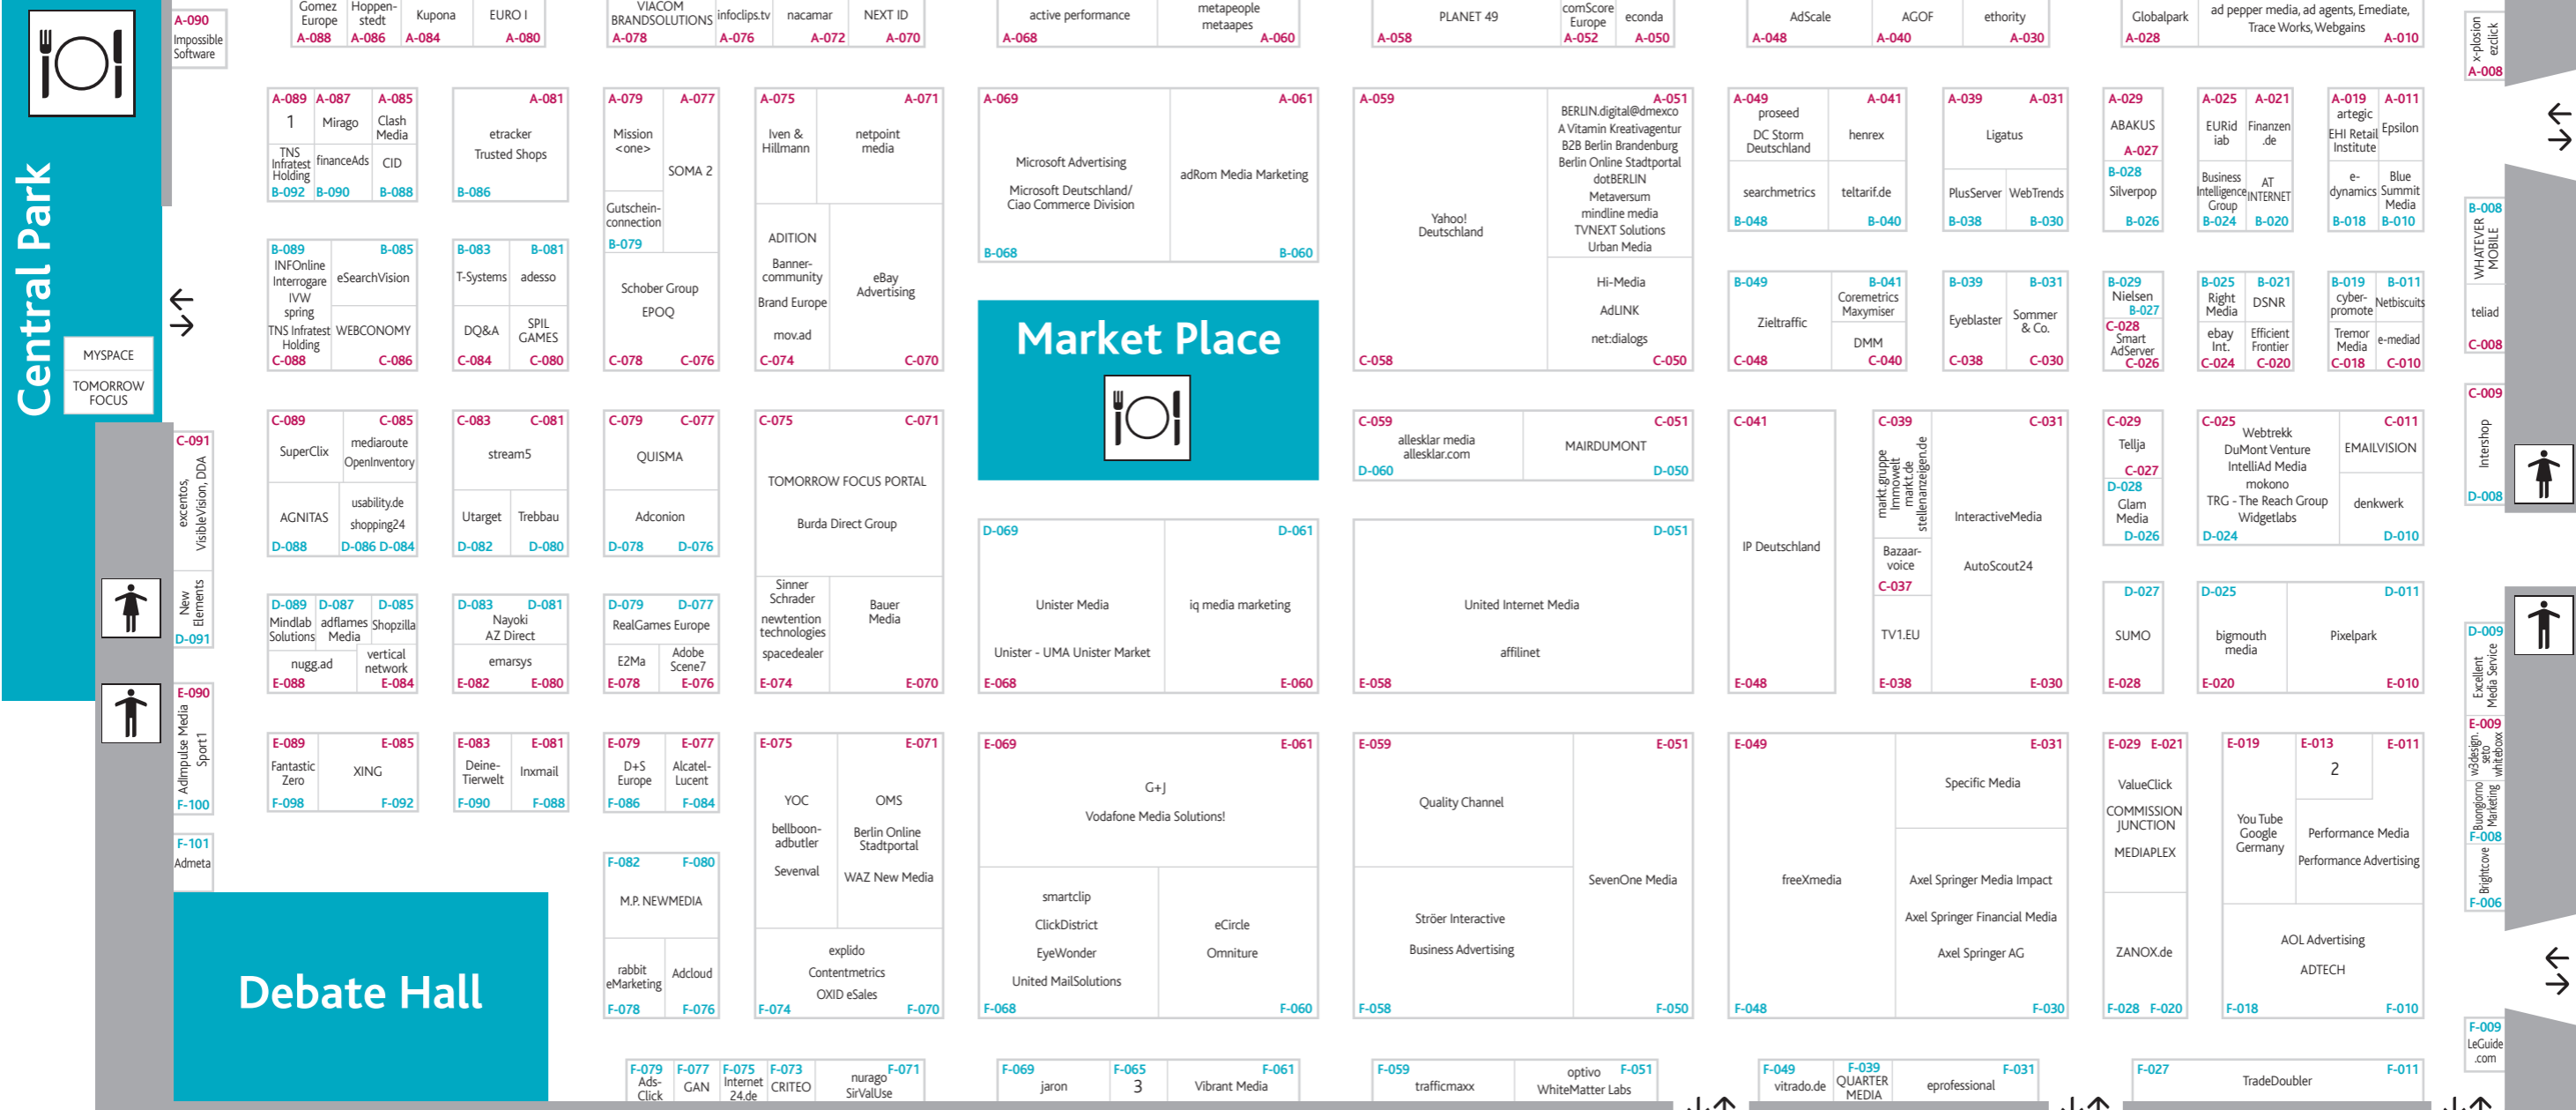 Central Park
MYSPACE
TOMORROW
FOCUS
A-090
Impossible
Software
Gomez
Europe
A-088
Hoppen-
stedt
A-086
Kupona
A-084
EURO I
A-080
VIACOM
BRANDSOLUTIONS
A-078
infoclips.tv
A-076
nacamar
A-072
NEXT ID
A-070
active performance
A-068
metapeople
metaapes
A-060
PLANET 49
A-058
comScore
Europe
A-052
econda
A-050
AdScale
A-048
AGOF
A-040
ethority
A-030
Globalpark
A-028
ad pepper media, ad agents, Emediate,
Trace Works, Webgains
A-010
x-plosion
ezclick
A-008
A-089 A-087 A-085
1
Mirago
Clash
Media
TNS
Infratest
Holding
financeAds
CID
B-092 B-090 B-088
A-081
etracker
Trusted Shops
B-086
A-079 A-077
Mission
<one>
SOMA 2
Gutschein-
connection
B-079
Schober Group
EPOQ
C-078 C-076
A-075 A-071
Iven &
Hillmann
netpoint
media
ADITION
Banner-
community
Brand Europe
mov.ad
eBay
Advertising
C-074 C-070
A-069 A-061
Microsoft Advertising
Microsoft Deutschland/
Ciao Commerce Division
adRom Media Marketing
B-068 B-060
Market Place
A-059 A-051
Yahoo!
Deutschland
BERLIN.digital@dmexco
A Vitamin Kreativagentur
B2B Berlin Brandenburg
Berlin Online Stadtportal
dotBERLIN
Metaversum
mindline media
TVNEXT Solutions
Urban Media
Hi-Media
AdLINK
net:dialogs
C-058 C-050
A-049 A-041
proseed
DC Storm
Deutschland
henrex
searchmetrics
teltarif.de
B-048 B-040
A-039 A-031
Ligatus
PlusServer
WebTrends
B-038 B-030
A-029
ABAKUS
A-027
B-028
Silverpop
B-026
A-025 A-021
EURid
iab
Finanzen
.de
Business
Intelligence
Group
AT
INTERNET
B-024 B-020
A-019 A-011
artegic
EHI Retail
Institute
Epsilon
e-
dynamics
Blue
Summit
Media
B-018 B-010
B-008
WHATEVER
MOBILE
teliad
C-008
B-089 B-085
INFOnline
Interrogare
IVW
spring
TNS Infratest
Holding
eSearchVision
WEBCONOMY
C-088 C-086
B-083 B-081
T-Systems
adesso
DQ&A
SPIL
GAMES
C-084 C-080
B-049 B-041
Zieltraffic
Coremetrics
Maxymiser
DMM
C-048 C-040
B-039 B-031
Eyeblaster
Sommer
& Co.
C-038 C-030
B-029
Nielsen
B-027
C-028
Smart
AdServer
C-026
B-025 B-021
Right
Media
DSNR
ebay
Int.
Efficient
Frontier
C-024 C-020
B-019 B-011
cyber-
promote
Netbiscuits
Tremor
Media
e-mediad
C-018 C-010
C-009
Intershop
D-008
C-091
excentos,
VisibleVision, DDA
New
Elements
D-091
C-089 C-085
SuperClix
mediaroute
OpenInventory
AGNITAS
usability.de
shopping24
D-088 D-086 D-084
C-083 C-081
stream5
Utarget
Trebbau
D-082 D-080
C-079 C-077
QUISMA
Adconion
D-078 D-076
C-075 C-071
TOMORROW FOCUS PORTAL
Burda Direct Group
Sinner
Schrader
newtention
technologies
spacedealer
Bauer
Media
E-074 E-070
C-059 C-051
allesklar media
allesklar.com
MAIRDUMONT
D-060 D-050
C-041
IP Deutschland
E-048
C-039 C-031
markt.gruppe
Immowelt
markt.de
stellenanzeigen.de
Bazaar-
voice
C-037
TV1.EU
InteractiveMedia
AutoScout24
E-038 E-030
C-029
Tellja
C-027
D-028
Glam
Media
D-026
C-025 C-011
Webtrekk
DuMont Venture
IntelliAd Media
mokono
TRG - The Reach Group
Widgetlabs
EMAILVISION
denkwerk
D-024 D-010
D-069 D-061
Unister Media
Unister - UMA Unister Market
iq media marketing
E-068 E-060
D-051
United Internet Media
affilinet
E-058
D-089 D-087 D-085
Mindlab
Solutions
adflames
Media
Shopzilla
nugg.ad
vertical
network
E-088 E-084
D-083 D-081
Nayoki
AZ Direct
emarsys
E-082 E-080
D-079 D-077
RealGames Europe
E2Ma
Adobe
Scene7
E-078 E-076
D-027
SUMO
E-028
D-025 D-011
bigmouth
media
Pixelpark
E-020 E-010
D-009
Excellent
Media Service
E-009
w3design.
seto
whiteboxx
Buongiorno
Marketing
F-008
Brightcove
F-006
E-090
AdImpulse Media
Sport1
F-100
F-101
Admeta
E-089 E-085
Fantastic
Zero
XING
F-098 F-092
E-083 E-081
Deine-
Tierwelt
Inxmail
F-090 F-088
E-079 E-077
D+S
Europe
Alcatel-
Lucent
F-086 F-084
F-082 F-080
M.P. NEWMEDIA
rabbit
eMarketing
Adcloud
F-078 F-076
E-075 E-071
YOC
bellboon-
adbutler
Sevenval
OMS
Berlin Online
Stadtportal
WAZ New Media
explido
Contentmetrics
OXID eSales
F-074 F-070
E-069 E-061
G+J
Vodafone Media Solutions!
smartclip
ClickDistrict
EyeWonder
United MailSolutions
eCircle
Omniture
F-068 F-060
E-059 E-051
Quality Channel
Ströer Interactive
Business Advertising
SevenOne Media
F-058 F-050
E-049 E-031
freeXmedia
Specific Media
Axel Springer Media Impact
Axel Springer Financial Media
Axel Springer AG
F-048 F-030
E-029 E-021
ValueClick
COMMISSION
JUNCTION
MEDIAPLEX
ZANOX.de
F-028 F-020
E-019 E-013 E-011
2
You Tube
Google
Germany
Performance Media
Performance Advertising
AOL Advertising
ADTECH
F-018 F-010
Debate Hall
F-079
Ads-
Click
F-077
GAN
F-075
Internet
24.de
F-073
CRITEO
F-071
nurago
SirValUse
F-069
jaron
F-065
3
F-061
Vibrant Media
F-059
trafficmaxx
F-051
optivo
WhiteMatter Labs
F-049
vitrado.de
F-039
QUARTER
MEDIA
F-031
eprofessional
F-027 F-011
TradeDoubler
F-009
LeGuide
.com